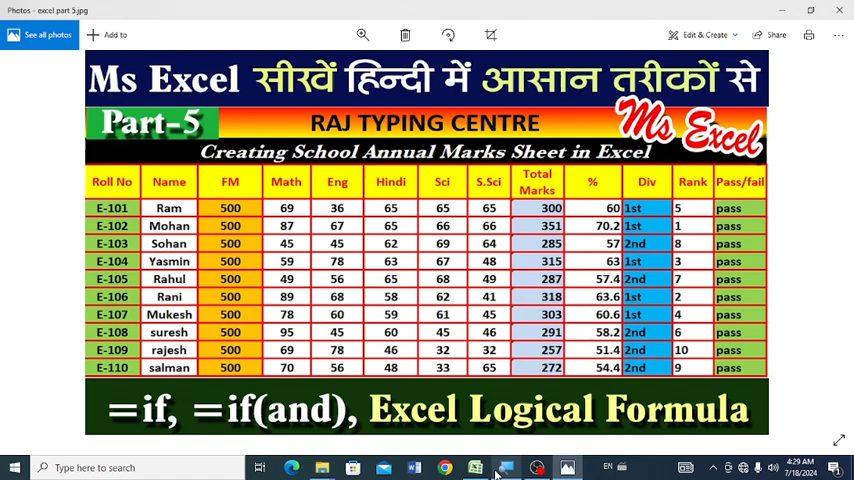 Photos - excel part 5.jpg
See all photos
Add to
Edit & Create
Share
Ms Excel सीखें हिन्दी में आसान तरीकों से
Part-5
RAJ TYPING CENTRE
Ms Excel
Creating School Annual Marks Sheet in Excel
Roll No Name FM Math Eng Hindi Sci S.Sci Total Marks % Div Rank Pass/fail
E-101 Ram 500 69 36 65 65 65 300 60 1st 5 pass
E-102 Mohan 500 87 67 65 66 66 351 70.2 1st 1 pass
E-103 Sohan 500 45 45 62 69 64 285 57 2nd 8 pass
E-104 Yasmin 500 59 78 63 67 48 315 63 1st 3 pass
E-105 Rahul 500 49 56 65 68 49 287 57.4 2nd 7 pass
E-106 Rani 500 89 68 58 62 41 318 63.6 1st 2 pass
E-107 Mukesh 500 78 60 59 61 45 303 60.6 1st 4 pass
E-108 suresh 500 95 45 60 45 46 291 58.2 2nd 6 pass
E-109 rajesh 500 69 78 46 32 32 257 51.4 2nd 10 pass
E-110 salman 500 70 56 48 33 65 272 54.4 2nd 9 pass
=if, =if(and), Excel Logical Formula
Type here to search
EN
4:29 AM
7/18/2024